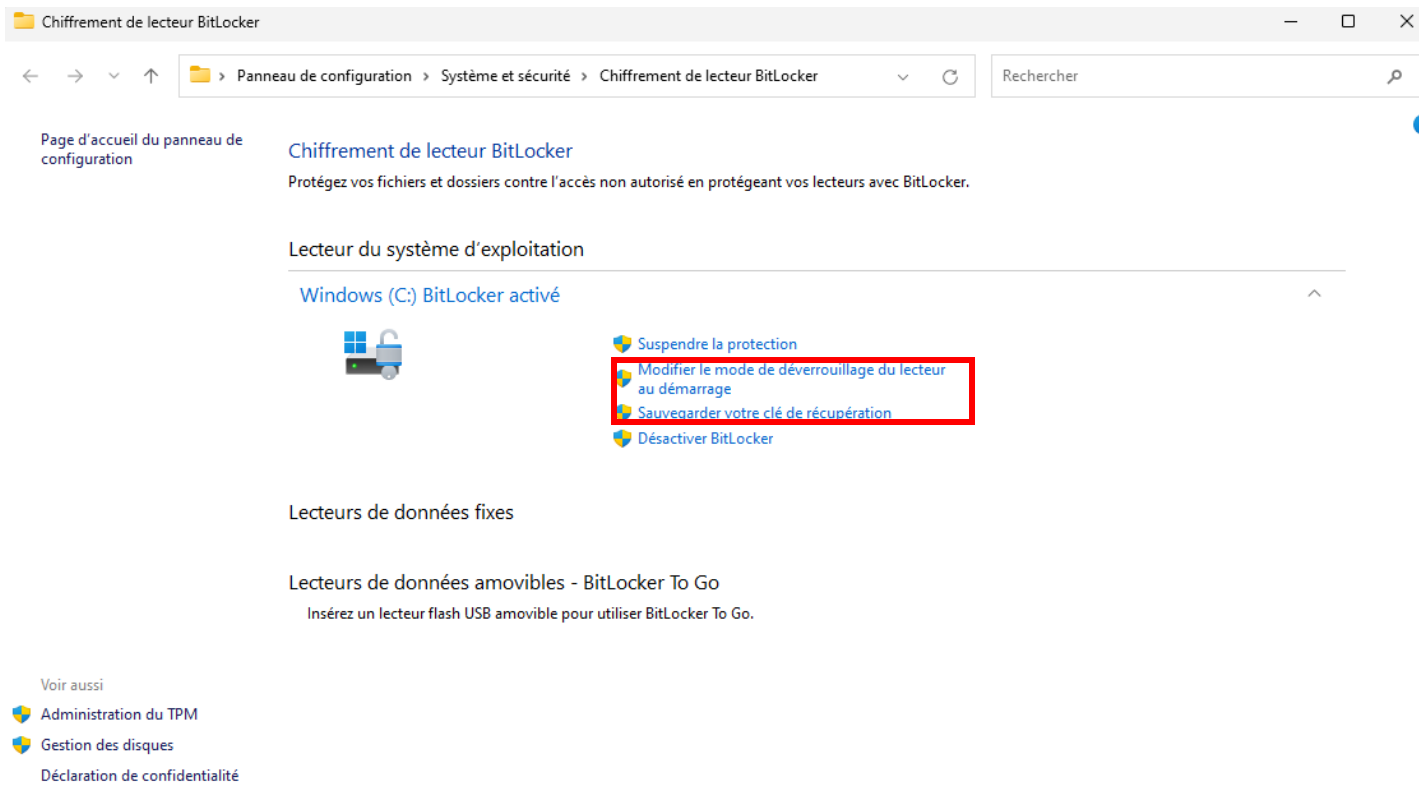 Chiffrement de lecteur BitLocker
Panneau de configuration > Système et sécurité > Chiffrement de lecteur BitLocker
Rechercher
Page d'accueil du panneau de
configuration
Chiffrement de lecteur BitLocker
Protégez vos fichiers et dossiers contre l'accès non autorisé en protégeant vos lecteurs avec BitLocker.
Lecteur du système d'exploitation
Windows (C:) BitLocker activé
Suspendre la protection
Modifier le mode de déverrouillage du lecteur
au démarrage
Sauvegarder votre clé de récupération
Désactiver BitLocker
Lecteurs de données fixes
Lecteurs de données amovibles - BitLocker To Go
Insérez un lecteur flash USB amovible pour utiliser BitLocker To Go.
Voir aussi
Administration du TPM
Gestion des disques
Déclaration de confidentialité